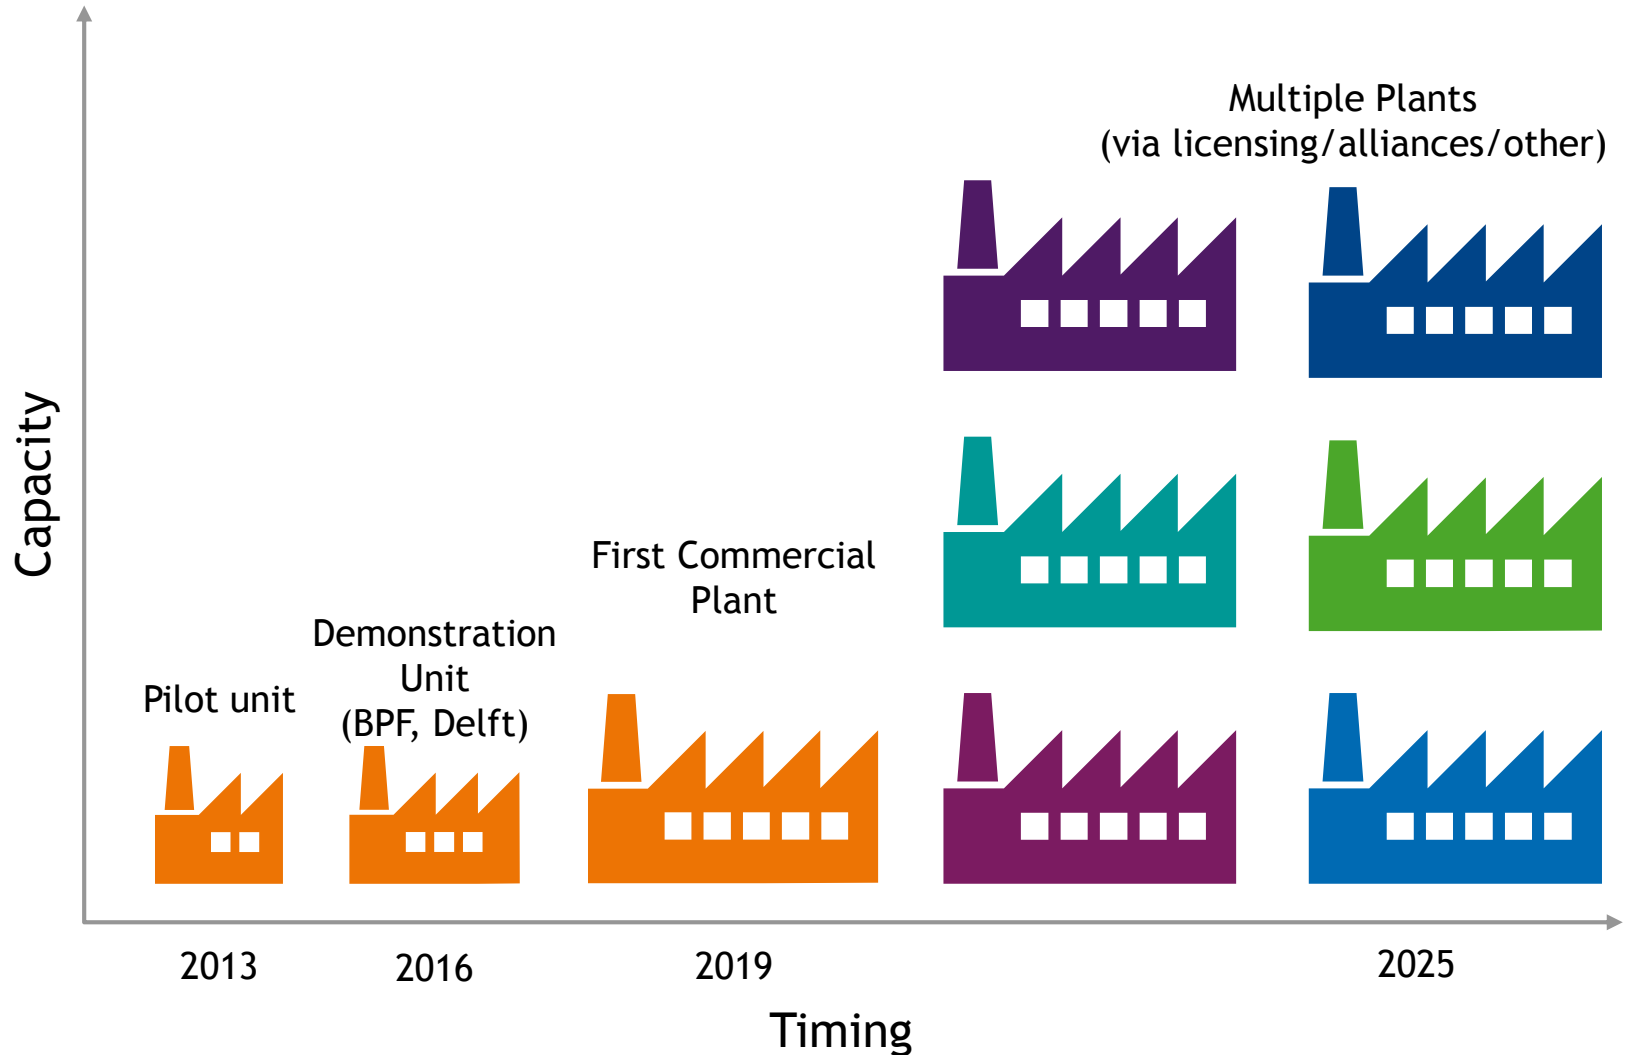 Multiple Plants
(via licensing/alliances/other)
First Commercial
Plant
Demonstration
Unit
(BPF, Delft)
Pilot unit
Capacity
2013
2016
2019
2025
Timing